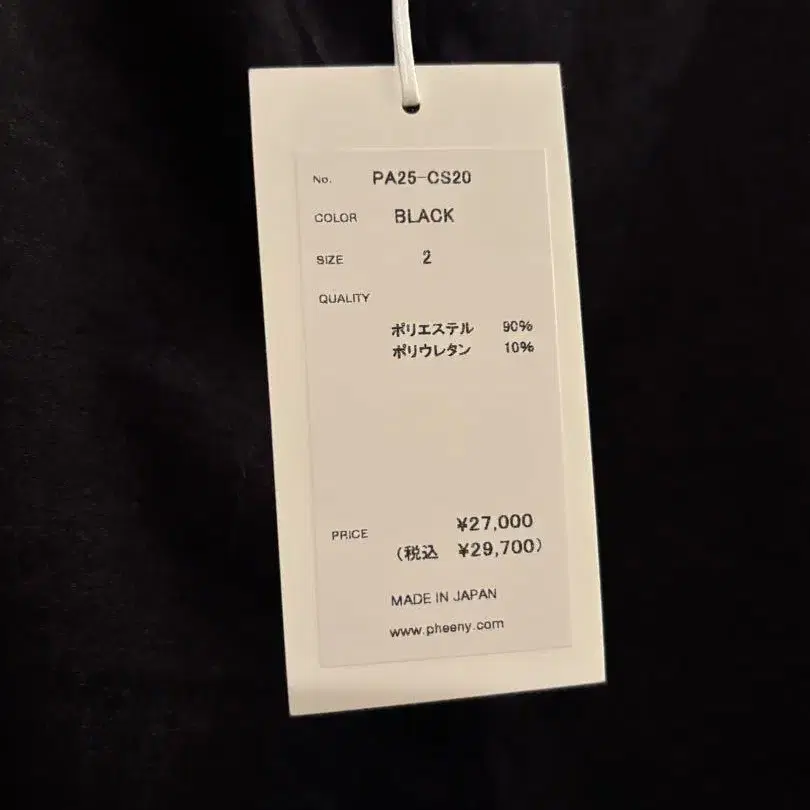 No. PA25-CS20
COLOR BLACK
SIZE 2
QUALITY
ポリエステル 90%
ポリウレタン 10%
PRICE ¥27,000
(税込 ¥29,700)
MADE IN JAPAN
www.pheeny.com